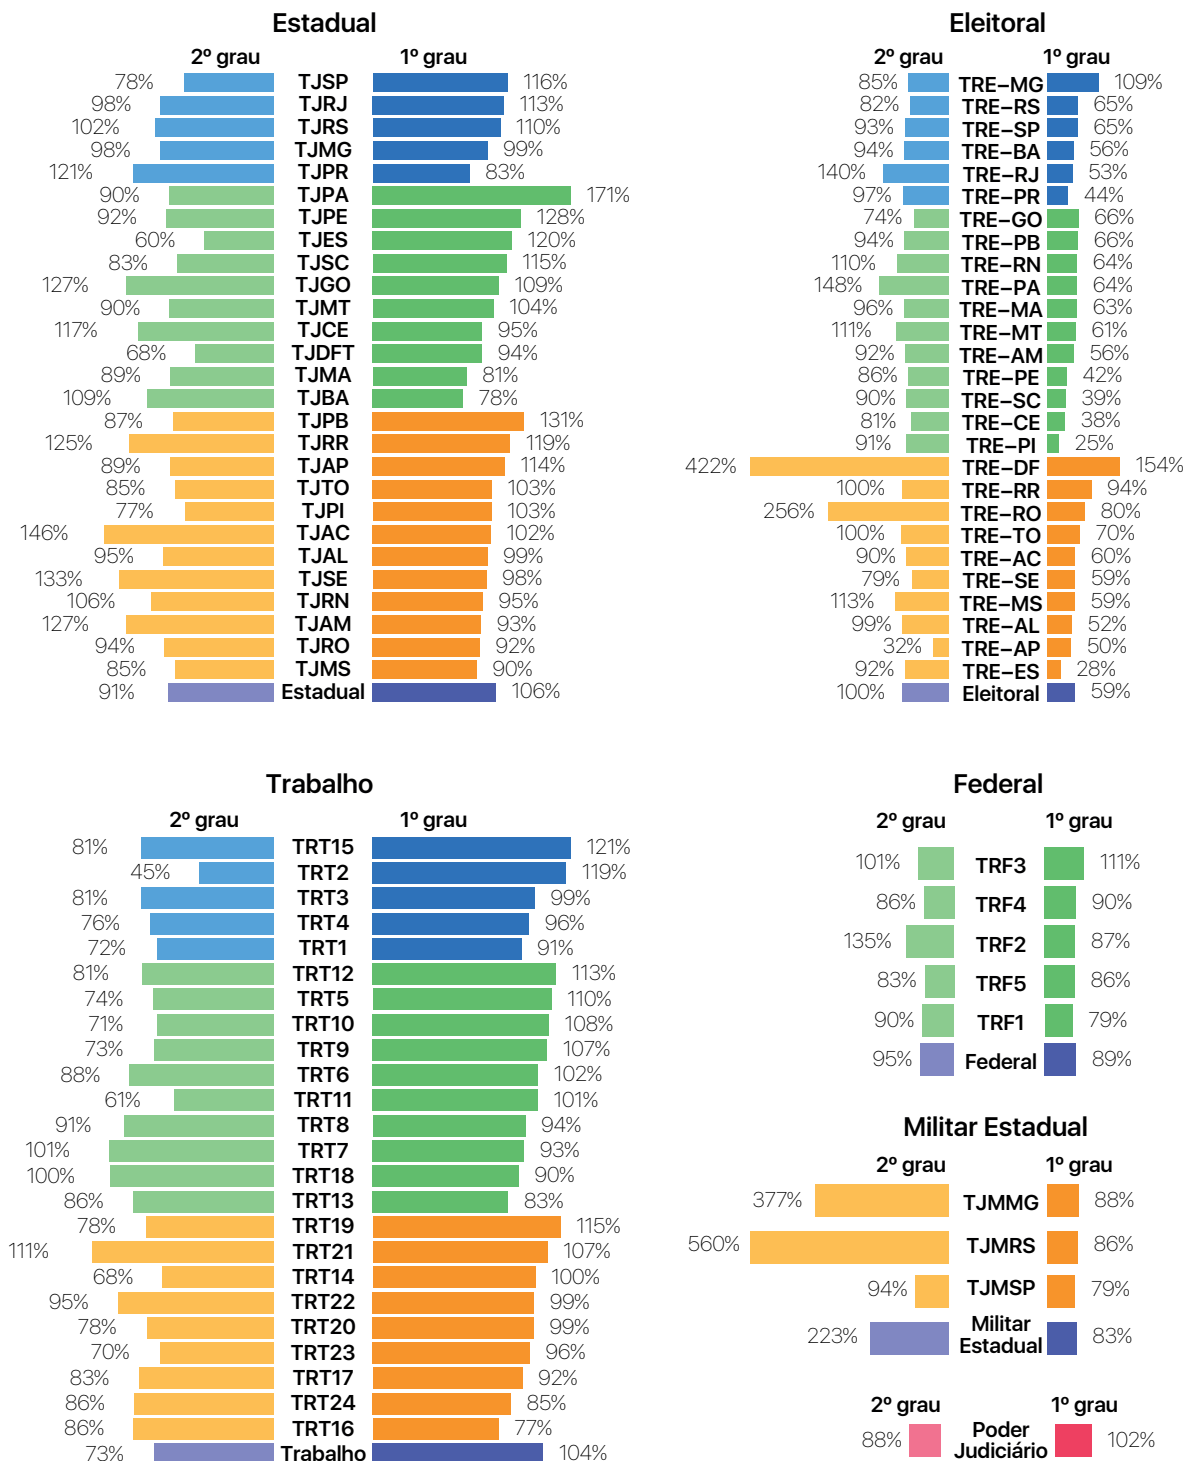 Estadual
2º grau 1º grau
78% TJSP 116%
98% TJRJ 113%
102% TJRS 110%
98% TJMG 99%
121% TJPR 83%
90% TJPA 171%
92% TJPE 128%
60% TJES 120%
83% TJSC 115%
127% TJGO 109%
90% TJMT 104%
117% TJCE 95%
68% TJDFT 94%
89% TJMA 81%
109% TJBA 78%
87% TJPB 131%
125% TJRR 119%
89% TJAP 114%
85% TJTO 103%
77% TJPI 103%
146% TJAC 102%
95% TJAL 99%
133% TJSE 98%
106% TJRN 95%
127% TJAM 93%
94% TJRO 92%
85% TJMS 90%
91% Estadual 106%
Eleitoral
2º grau 1º grau
85% TRE–MG 109%
82% TRE–RS 65%
93% TRE–SP 65%
94% TRE–BA 56%
140% TRE–RJ 53%
97% TRE–PR 44%
74% TRE–GO 66%
94% TRE–PB 66%
110% TRE–RN 64%
148% TRE–PA 64%
96% TRE–MA 63%
111% TRE–MT 61%
92% TRE–AM 56%
86% TRE–PE 42%
90% TRE–SC 39%
81% TRE–CE 38%
91% TRE–PI 25%
422% TRE–DF 154%
100% TRE–RR 94%
256% TRE–RO 80%
100% TRE–TO 70%
90% TRE–AC 60%
79% TRE–SE 59%
113% TRE–MS 59%
99% TRE–AL 52%
32% TRE–AP 50%
92% TRE–ES 28%
100% Eleitoral 59%
Trabalho
2º grau 1º grau
81% TRT15 121%
45% TRT2 119%
81% TRT3 99%
76% TRT4 96%
72% TRT1 91%
81% TRT12 113%
74% TRT5 110%
71% TRT10 108%
73% TRT9 107%
88% TRT6 102%
61% TRT11 101%
91% TRT8 94%
101% TRT7 93%
100% TRT18 90%
86% TRT13 83%
78% TRT19 115%
111% TRT21 107%
68% TRT14 100%
95% TRT22 99%
78% TRT20 99%
70% TRT23 96%
83% TRT17 92%
86% TRT24 85%
86% TRT16 77%
73% Trabalho 104%
Federal
2º grau 1º grau
101% TRF3 111%
86% TRF4 90%
135% TRF2 87%
83% TRF5 86%
90% TRF1 79%
95% Federal 89%
Militar Estadual
2º grau 1º grau
377% TJMMG 88%
560% TJMRS 86%
94% TJMSP 79%
223% Militar 83%
Estadual
2º grau 1º grau
88% Poder 102%
Judiciário